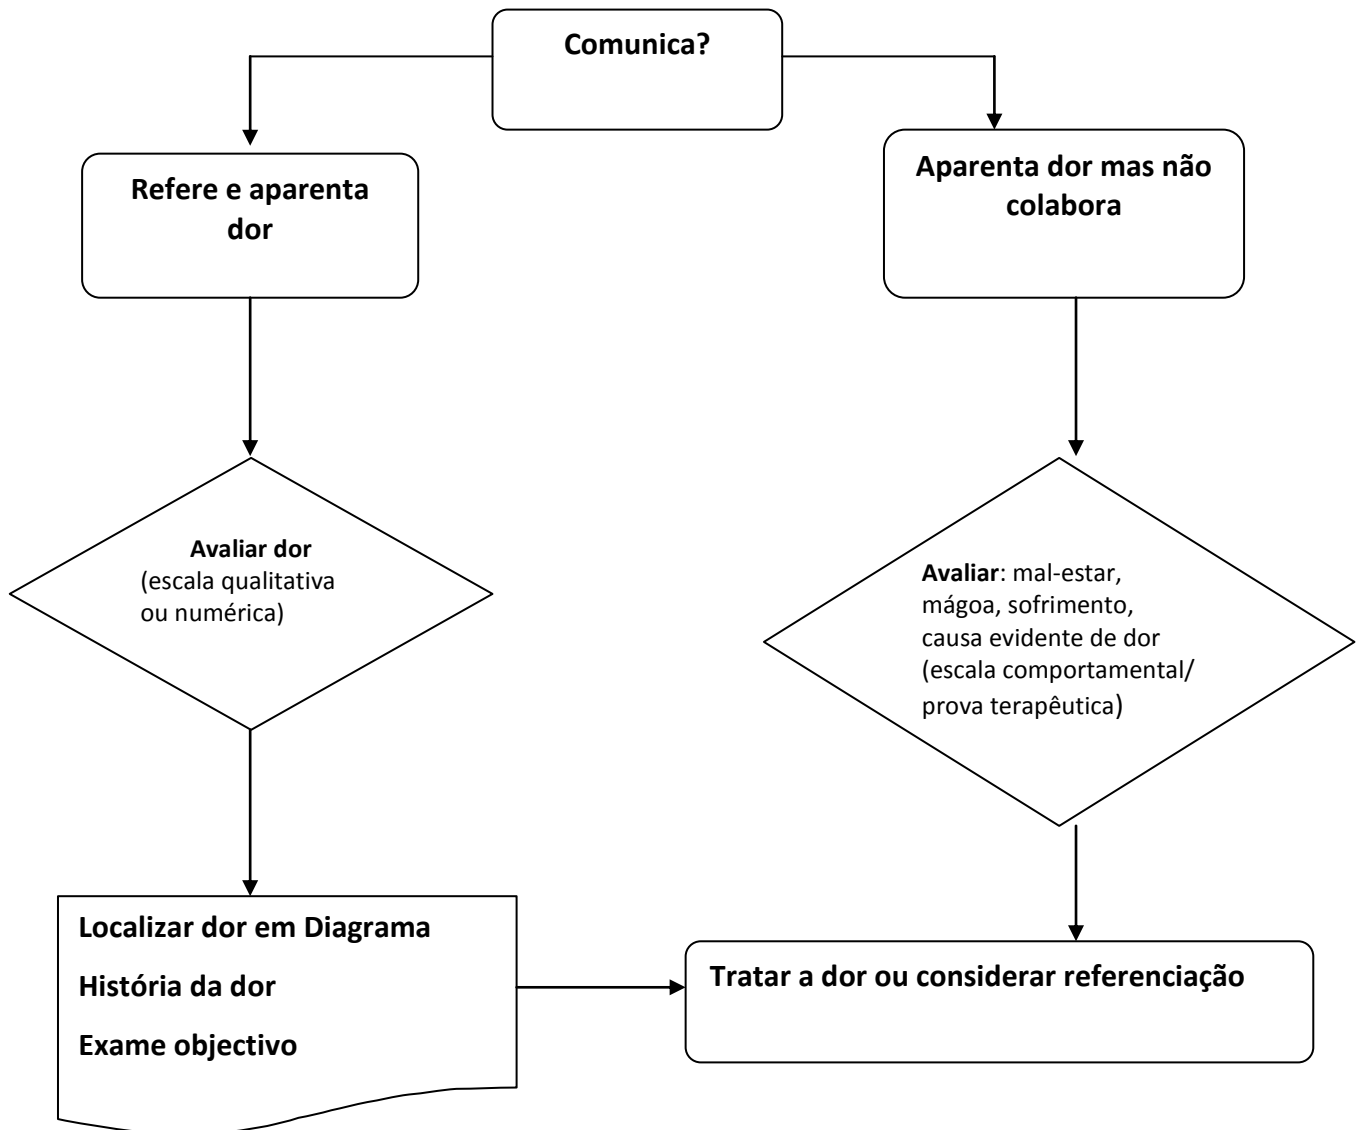 Comunica?
Refere e aparenta
dor
Aparenta dor mas não
colabora
Avaliar dor
(escala qualitativa
ou numérica)
Avaliar: mal-estar,
mágoa, sofrimento,
causa evidente de dor
(escala comportamental/
prova terapêutica)
Localizar dor em Diagrama
História da dor
Exame objectivo
Tratar a dor ou considerar referenciação